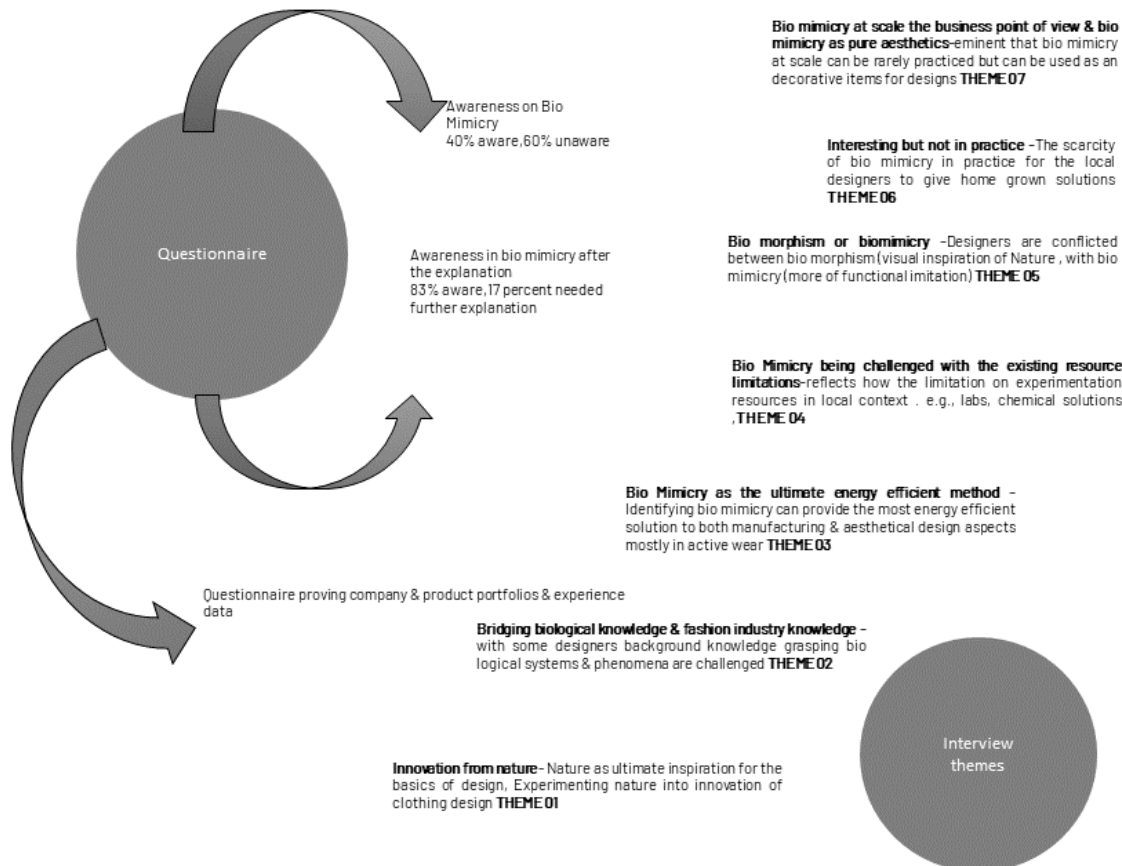 Bio mimicry at scale the business point of view & bio
mimicry as pure aesthetics-eminent that bio mimicry
at scale can be rarely practiced but can be used as an
decorative items for designs THEME 07
Awareness on Bio
Mimicry
40% aware,60% unaware
Interesting but not in practice -The scarcity
of bio mimicry in practice for the local
designers to give home grown solutions
THEME 06
Questionnaire
Awareness in bio mimicry after
the explanation
83% aware,17 percent needed
further explanation
Bio morphism or biomimicry -Designers are conflicted
between bio morphism(visual inspiration of Nature , with bio
mimicry(more of functional imitation) THEME 05
Bio Mimicry being challenged with the existing resource
limitations-reflects how the limitation on experimentation
resources in local context . e.g., labs, chemical solutions
,THEME 04
Bio Mimicry as the ultimate energy efficient method -
Identifying bio mimicry can provide the most energy efficient
solution to both manufacturing & aesthetical design aspects
mostly in active wear THEME 03
Questionnaire proving company & product portfolios & experience
data
Bridging biological knowledge & fashion industry knowledge -
with some designers background knowledge grasping bio
logical systems & phenomena are challenged THEME 02
Interview
themes
Innovation from nature- Nature as ultimate inspiration for the
basics of design, Experimenting nature into innovation of
clothing design THEME 01